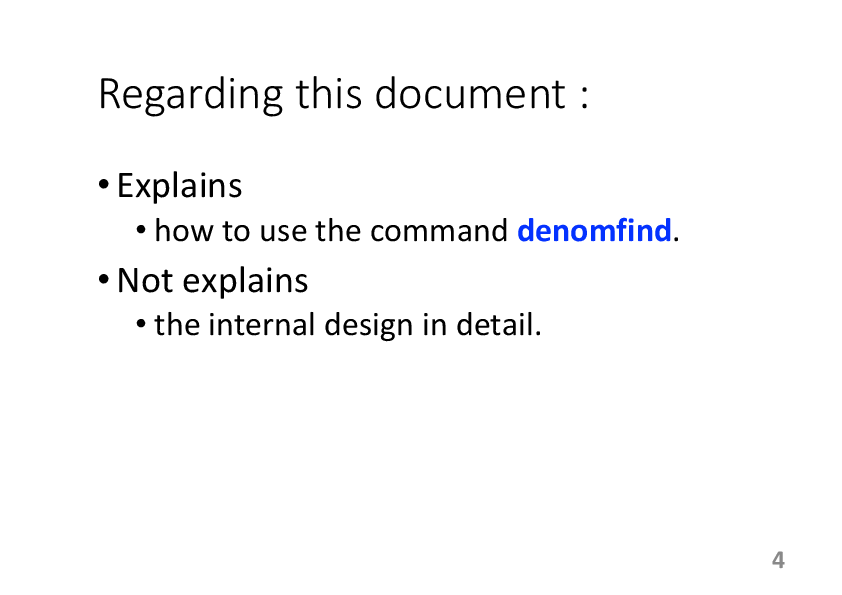 Regarding this document :
• Explains
• how to use the command denomfind.
• Not explains
• the internal design in detail.
4